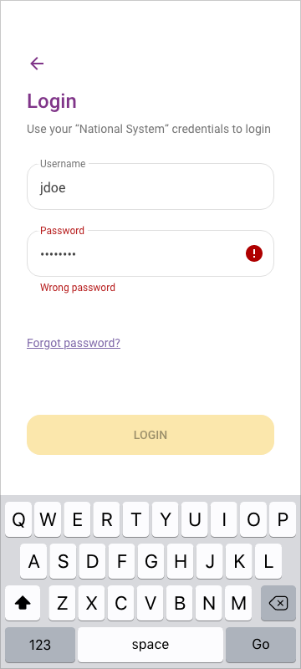 Login
Use your “National System” credentials to login
Username
jdoe
Password
••••••••
Wrong password
Forgot password?
LOGIN
Q W E R T Y U I O P
A S D F G H J K L
Z X C V B N M
123 space Go